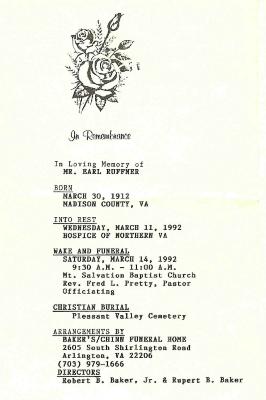 In Remembrance
In Loving Memory of
MR. EARL RUFFNER
BORN
MARCH 30, 1912
MADISON COUNTY, VA
INTO REST
WEDNESDAY, MARCH 11, 1992
HOSPICE OF NORTHERN VA
WAKE AND FUNERAL
SATURDAY, MARCH 14, 1992
9:30 A.M. - 11:00 A.M.
Mt. Salvation Baptist Church
Rev. Fred L. Pretty, Pastor
Officiating
CHRISTIAN BURIAL
Pleasant Valley Cemetery
ARRANGEMENTS BY
BAKER'S/CHINN FUNERAL HOME
2605 South Shirlington Road
Arlington, VA 22206
(703) 979-1666
DIRECTORS
Robert B. Baker, Jr. & Rupert B. Baker